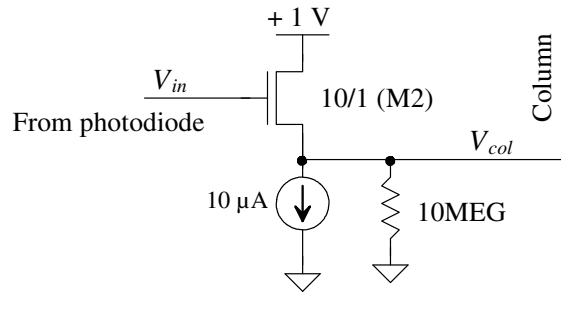 + 1 V
V_in
10/1 (M2)
From photodiode
Column
V_col
10 µA
10MEG